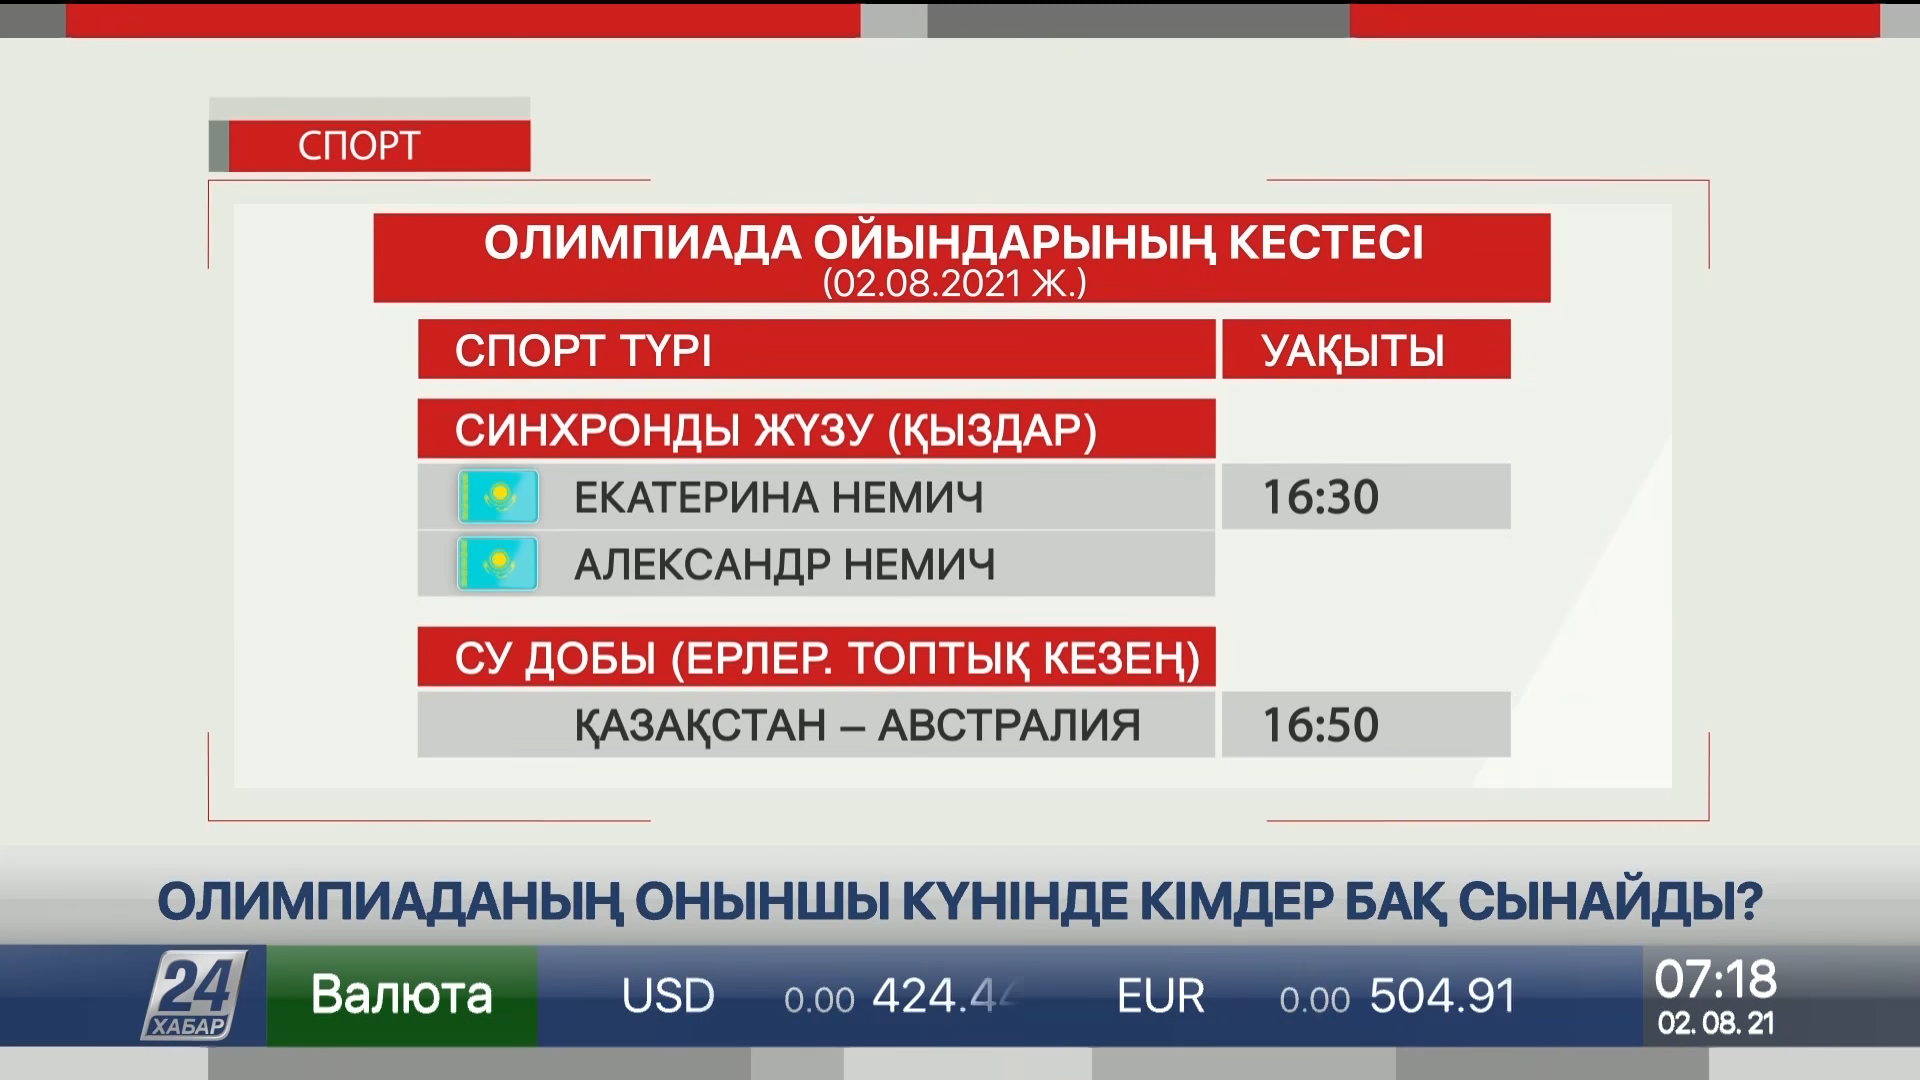 СПОРТ
ОЛИМПИАДА ОЙЫНДАРЫНЫҢ КЕСТЕСІ
(02.08.2021 Ж.)
СПОРТ ТҮРІ УАҚЫТЫ
СИНХРОНДЫ ЖҮЗУ (ҚЫЗДАР)
ЕКАТЕРИНА НЕМИЧ 16:30
АЛЕКСАНДР НЕМИЧ
СУ ДОБЫ (ЕРЛЕР. ТОПТЫҚ КЕЗЕҢ)
ҚАЗАҚСТАН – АВСТРАЛИЯ 16:50
ОЛИМПИАДАНЫҢ ОНЫНШЫ КҮНІНДЕ КІМДЕР БАҚ СЫНАЙДЫ?
24 ХАБАР
Валюта USD 0.00 424.44 EUR 0.00 504.91
07:18
02. 08. 21